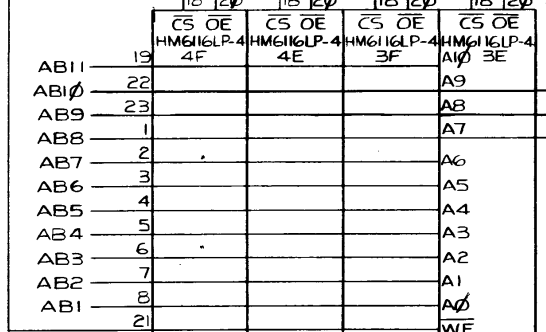 18 20 18 20 18 20 18 20
CS OE CS OE CS OE CS OE
HM6116LP-4 HM6116LP-4 HM6116LP-4 HM6116LP-4
4F 4E 3F 3E
AB11 19 A1Ø
AB1Ø 22 A9
AB9 23 A8
AB8 1 A7
AB7 2 A6
AB6 3 A5
AB5 4 A4
AB4 5 A3
AB3 6 A2
AB2 7 A1
AB1 8 AØ
21 WE